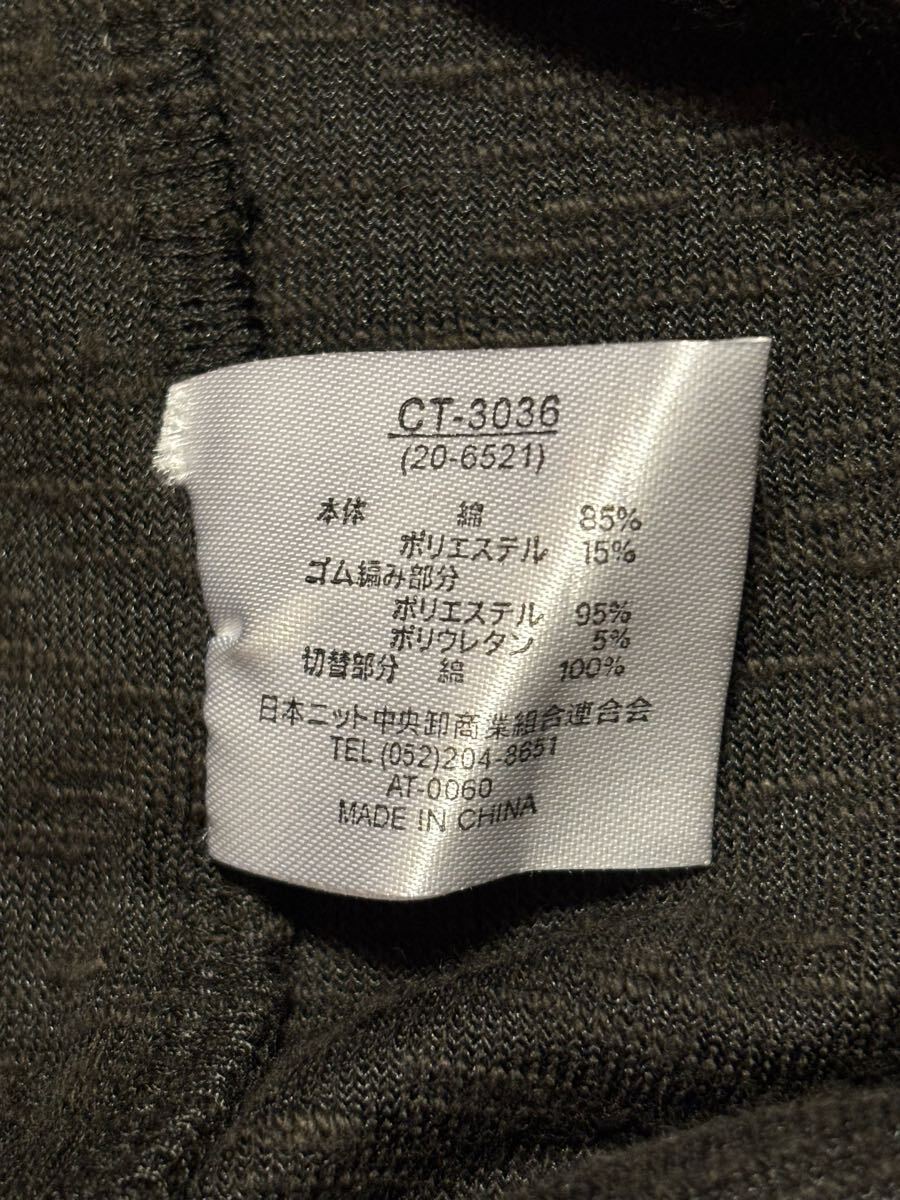 CT-3036
(20-6521)
本体 綿 85%
ポリエステル 15%
ゴム編み部分
ポリエステル 95%
ポリウレタン 5%
切替部分 綿 100%
日本ニット中央卸商業組合連合会
TEL(052)204-8651
AT-0060
MADE IN CHINA